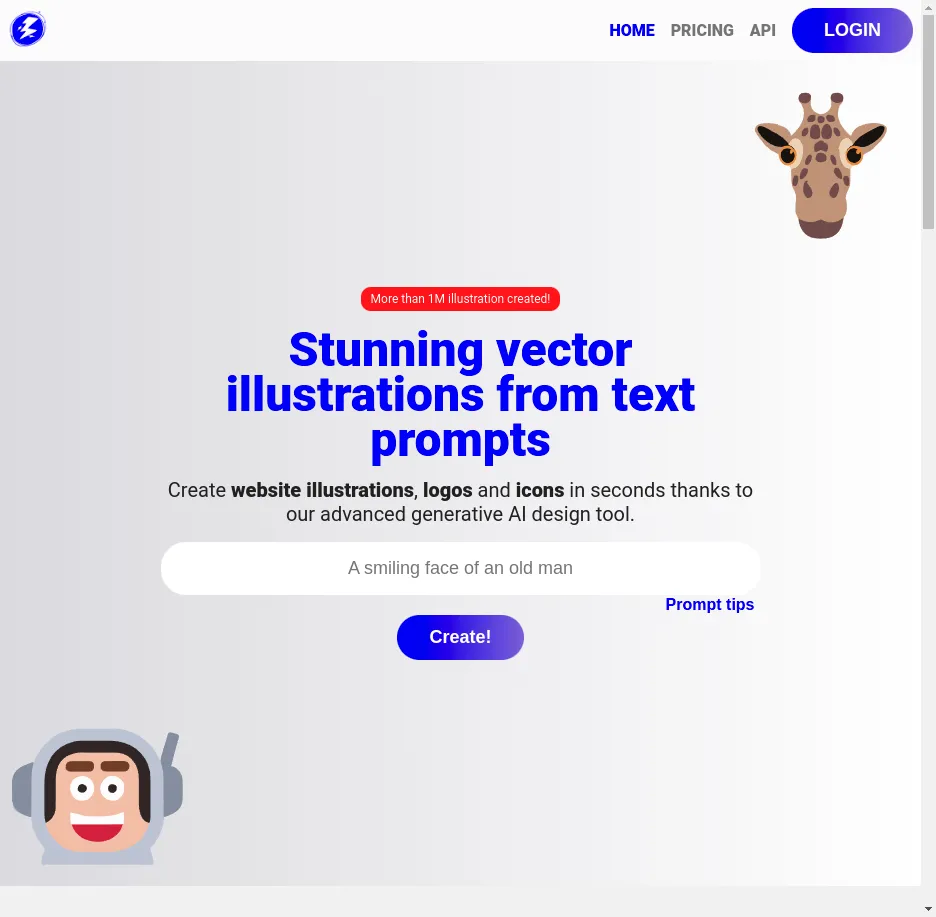 HOME PRICING API LOGIN
More than 1M illustration created!
Stunning vector
illustrations from text
prompts
Create website illustrations, logos and icons in seconds thanks to
our advanced generative AI design tool.
A smiling face of an old man
Prompt tips
Create!